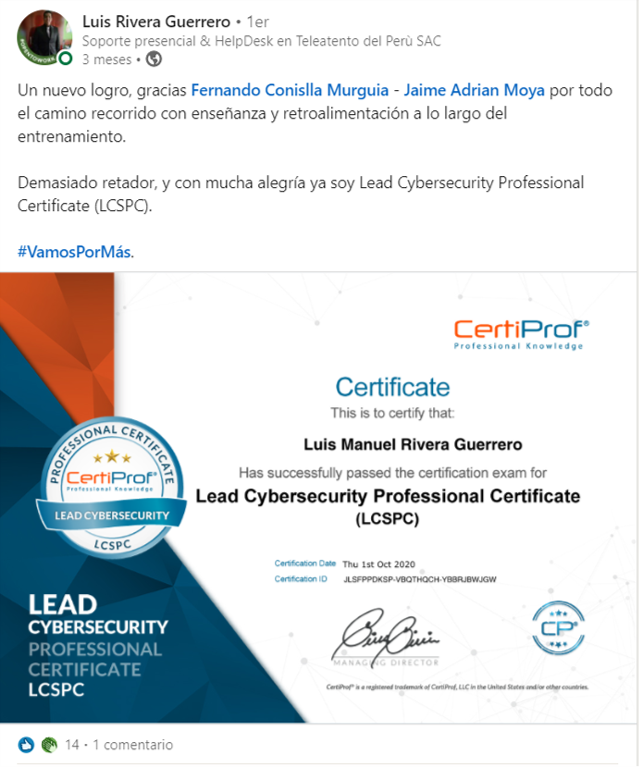 Luis Rivera Guerrero • 1er
Soporte presencial & HelpDesk en Teleatento del Perù SAC
3 meses •
Un nuevo logro, gracias Fernando Conislla Murguia - Jaime Adrian Moya por todo
el camino recorrido con enseñanza y retroalimentación a lo largo del
entrenamiento.
Demasiado retador, y con mucha alegría ya soy Lead Cybersecurity Professional
Certificate (LCSPC).
#VamosPorMás.
CertiProf®
Professional Knowledge
Certificate
This is to certify that:
Luis Manuel Rivera Guerrero
Has successfully passed the certification exam for
Lead Cybersecurity Professional Certificate
(LCSPC)
Certification Date Thu 1st Oct 2020
Certification ID JLSFPPDKSP-VBQTHQCH-YBBRJBWJGW
PROFESSIONAL CERTIFICATE
CertiProf®
Professional Knowledge
LEAD CYBERSECURITY
LCSPC
LEAD
CYBERSECURITY
PROFESSIONAL
CERTIFICATE
LCSPC
MANAGING DIRECTOR
CP®
CertiProf® is a registered trademark of CertiProf, LLC in the United States and/or other countries.
14 · 1 comentario